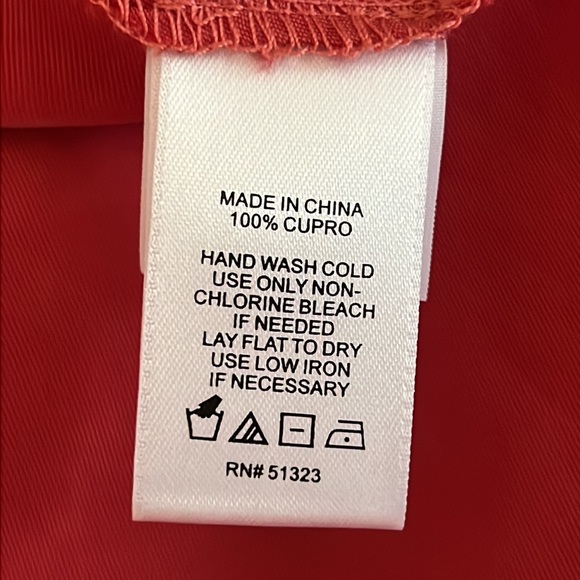 MADE IN CHINA
100% CUPRO
HAND WASH COLD
USE ONLY NON-
CHLORINE BLEACH
IF NEEDED
LAY FLAT TO DRY
USE LOW IRON
IF NECESSARY
RN# 51323